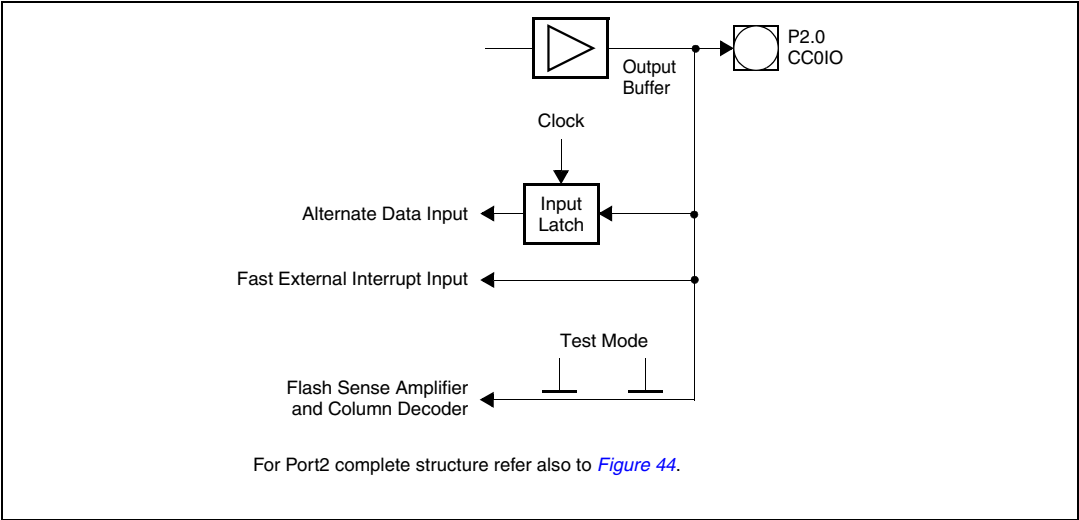 P2.0
CC0IO
Output
Buffer
Clock
Input
Latch
Alternate Data Input
Fast External Interrupt Input
Test Mode
Flash Sense Amplifier
and Column Decoder
For Port2 complete structure refer also to Figure 44.